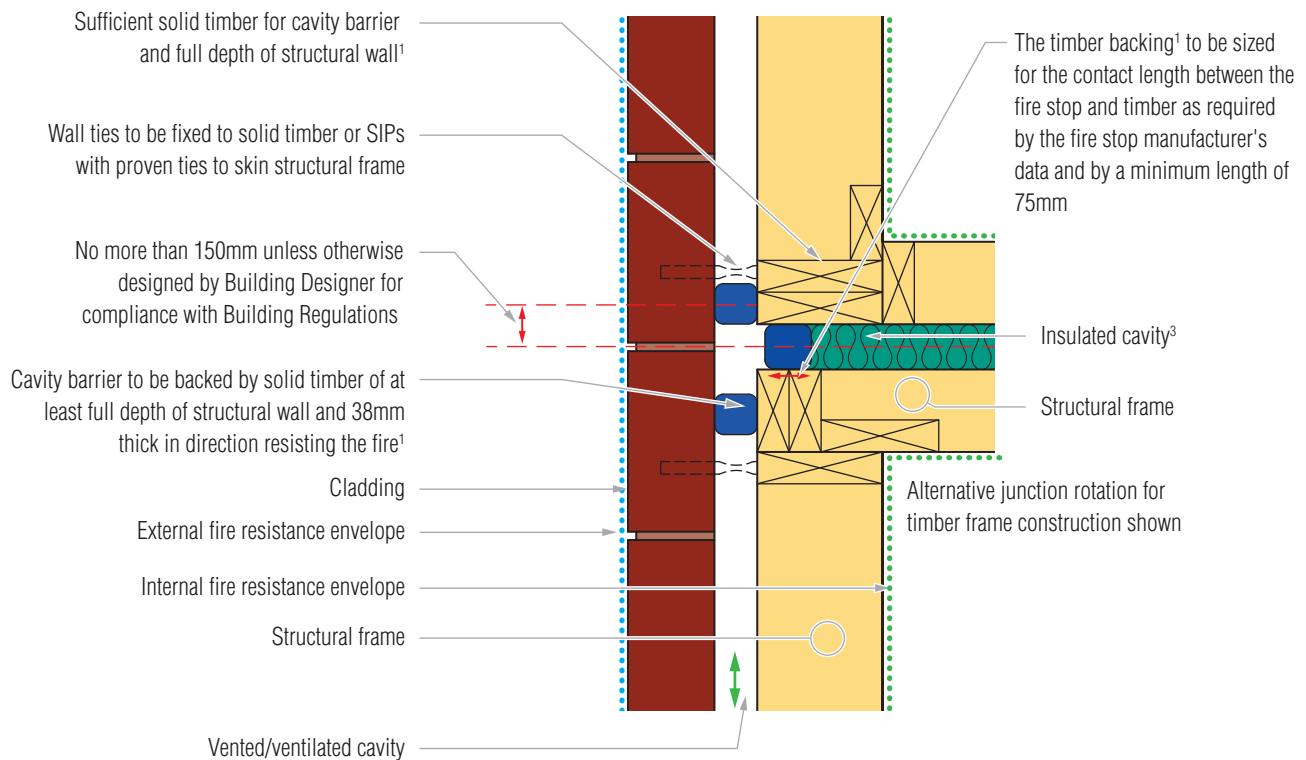 Sufficient solid timber for cavity barrier
and full depth of structural wall¹
Wall ties to be fixed to solid timber or SIPs
with proven ties to skin structural frame
No more than 150mm unless otherwise
designed by Building Designer for
compliance with Building Regulations
Cavity barrier to be backed by solid timber of at
least full depth of structural wall and 38mm
thick in direction resisting the fire¹
Cladding
External fire resistance envelope
Internal fire resistance envelope
Structural frame
Vented/ventilated cavity
The timber backing¹ to be sized
for the contact length between the
fire stop and timber as required
by the fire stop manufacturer's
data and by a minimum length of
75mm
Insulated cavity³
Structural frame
Alternative junction rotation for
timber frame construction shown